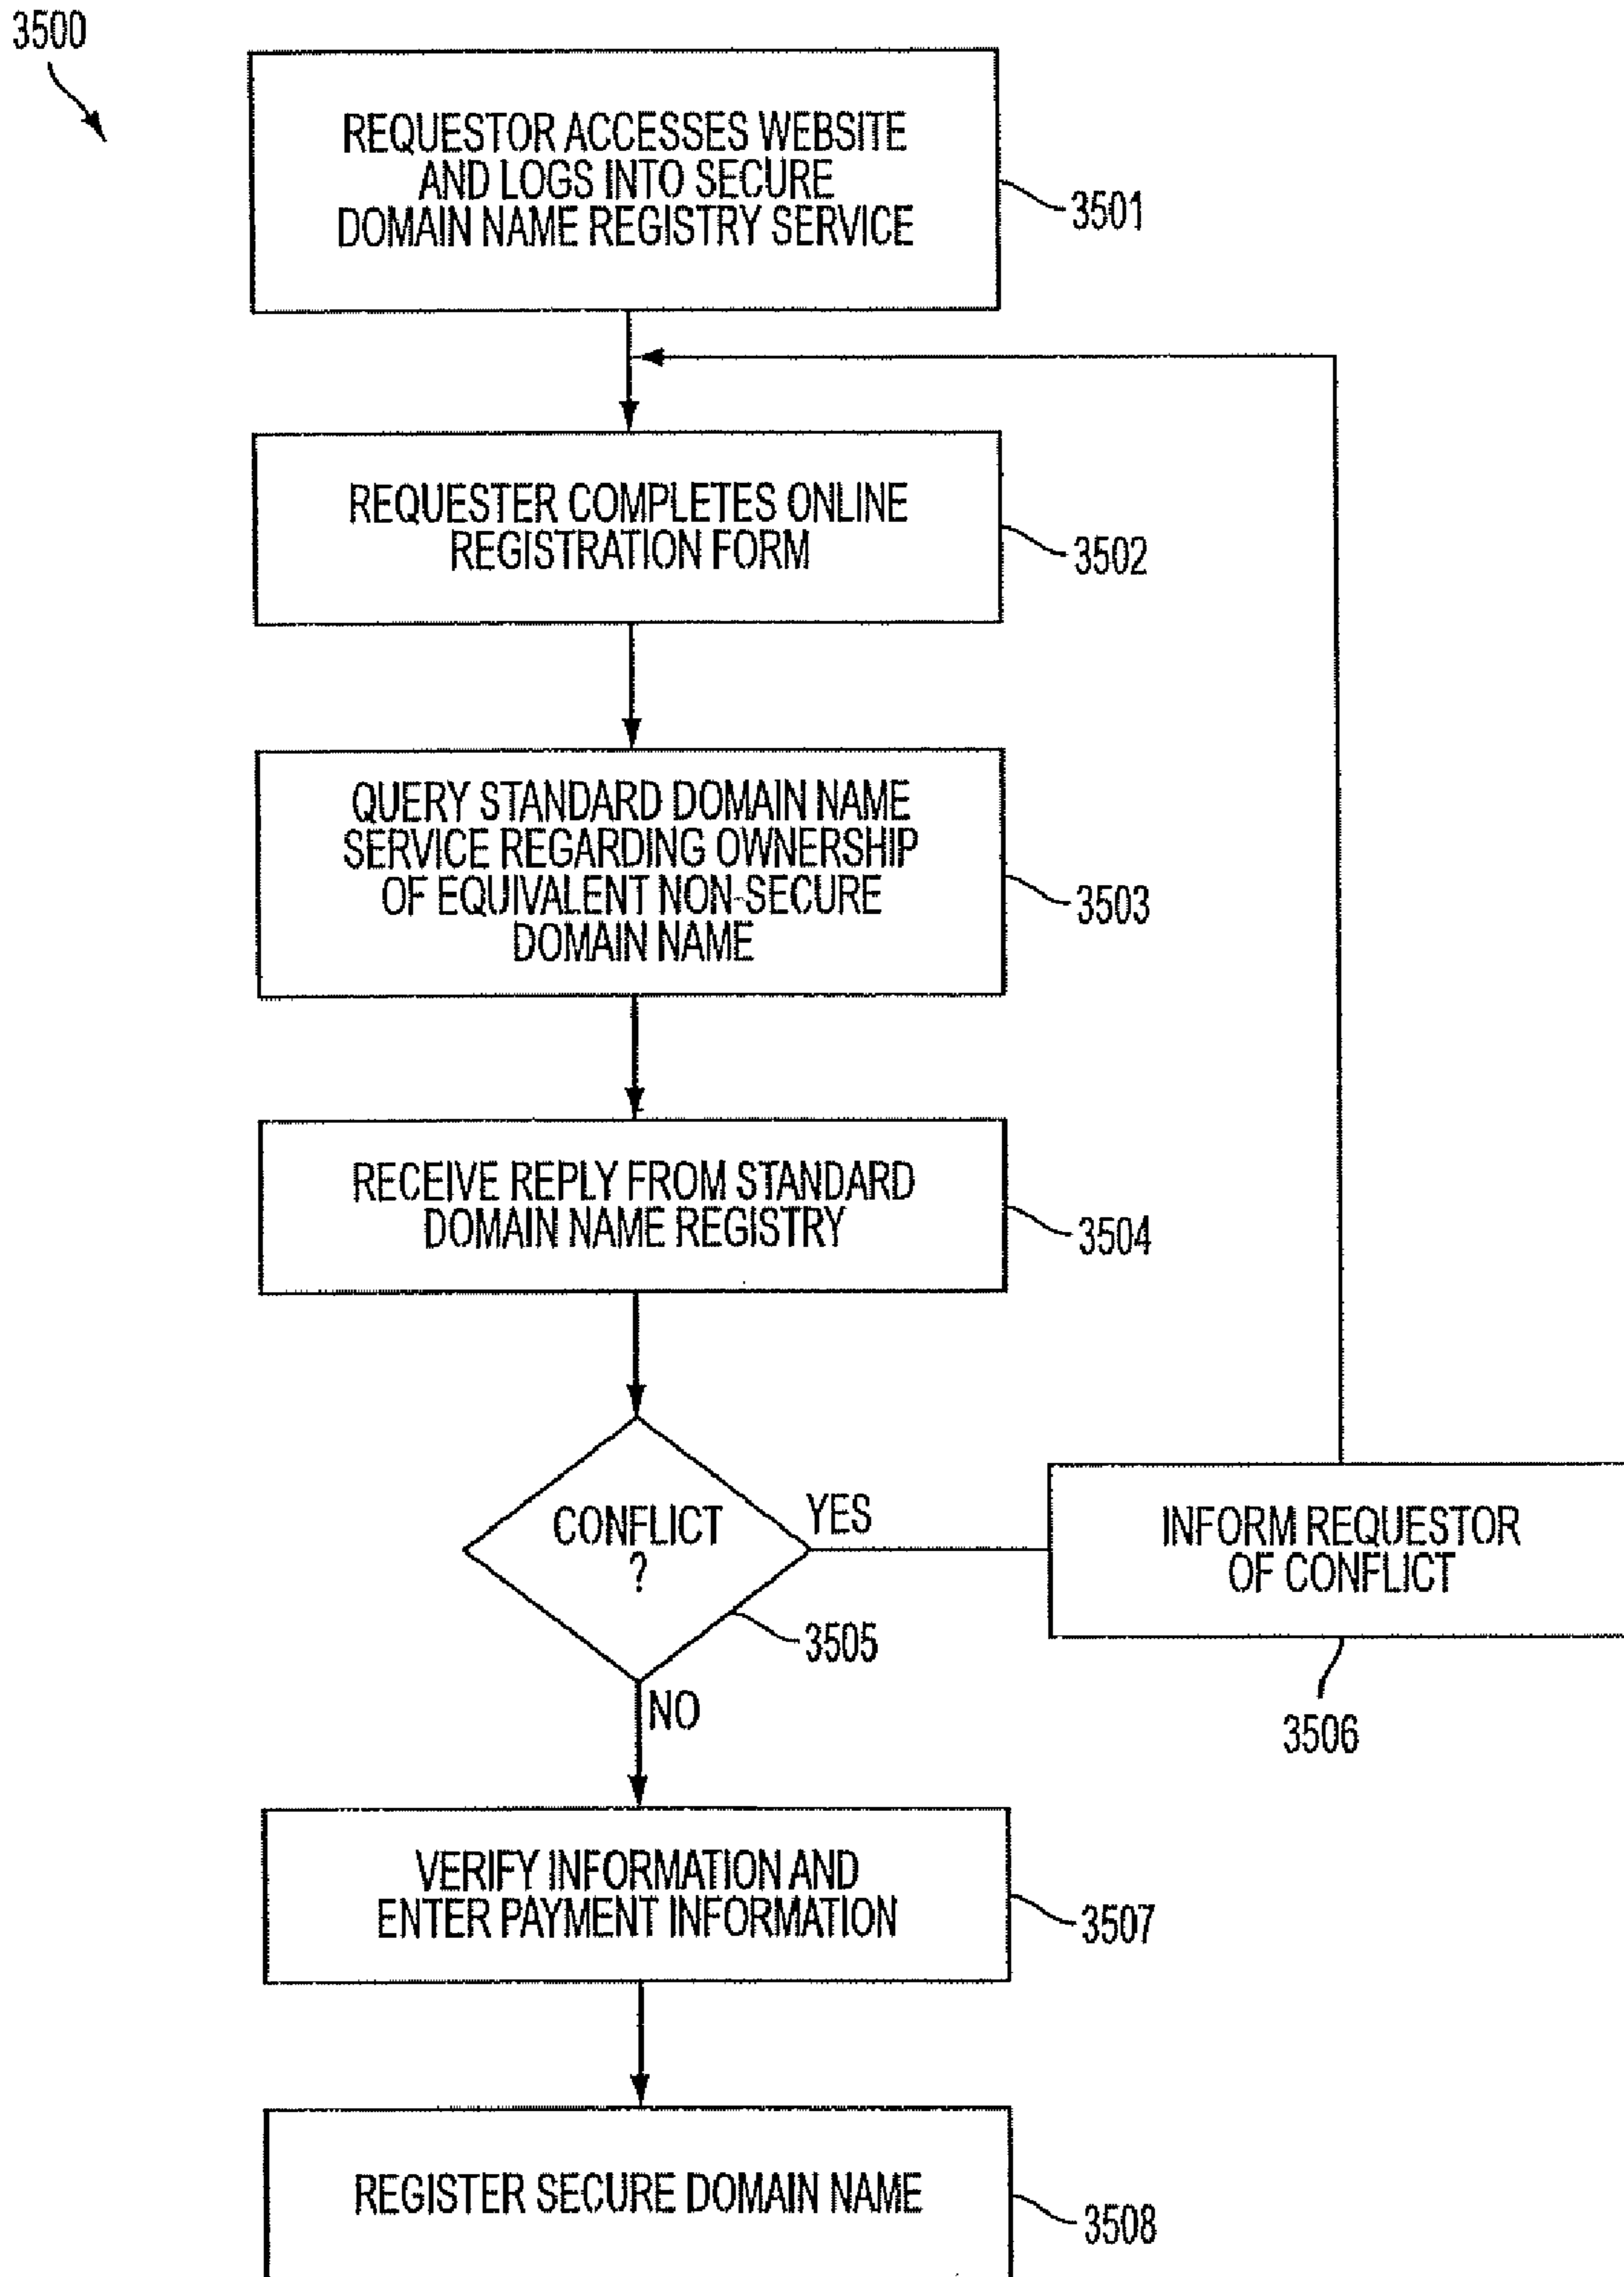 3500
REQUESTOR ACCESSES WEBSITE
AND LOGS INTO SECURE
DOMAIN NAME REGISTRY SERVICE
3501
REQUESTER COMPLETES ONLINE
REGISTRATION FORM
3502
QUERY STANDARD DOMAIN NAME
SERVICE REGARDING OWNERSHIP
OF EQUIVALENT NON-SECURE
DOMAIN NAME
3503
RECEIVE REPLY FROM STANDARD
DOMAIN NAME REGISTRY
3504
CONFLICT
?
YES
3505
NO
INFORM REQUESTOR
OF CONFLICT
3506
VERIFY INFORMATION AND
ENTER PAYMENT INFORMATION
3507
REGISTER SECURE DOMAIN NAME
3508